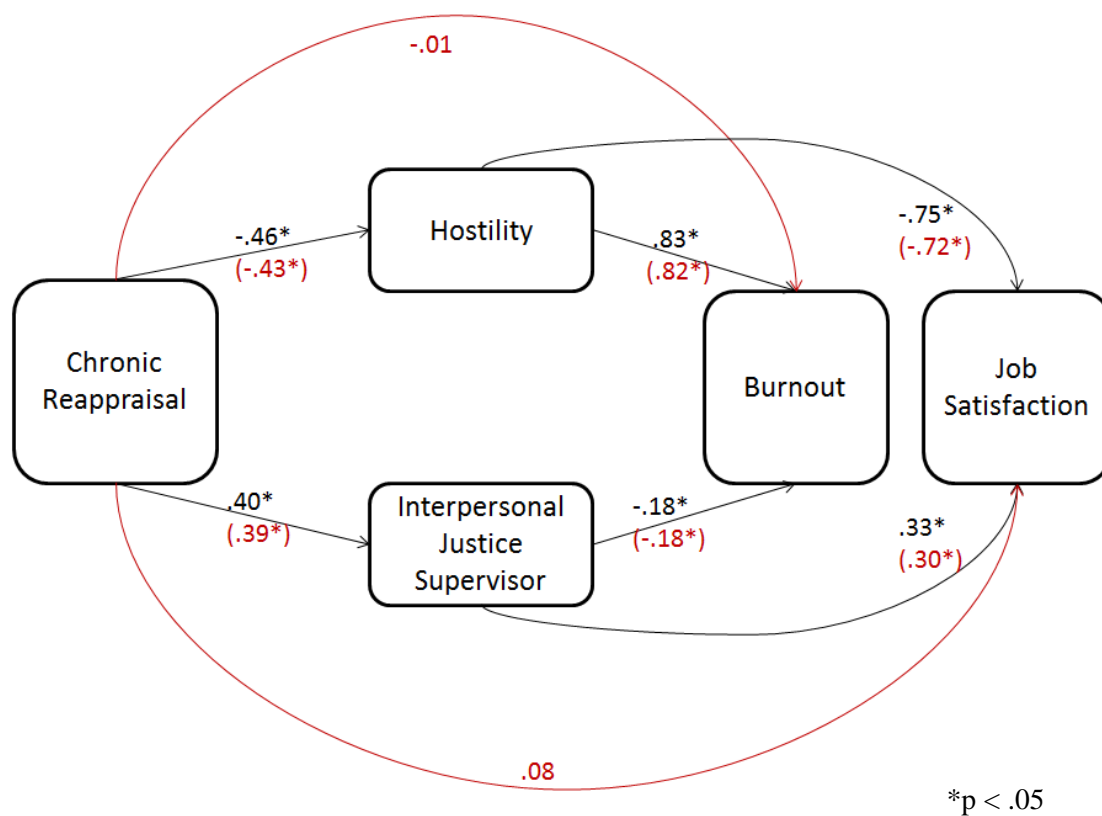 -.01
Hostility
-.46*
(-.43*)
.83*
(.82*)
-.75*
(-.72*)
Chronic
Reappraisal
Burnout
Job
Satisfaction
.40*
(.39*)
Interpersonal
Justice
Supervisor
-.18*
(-.18*)
.33*
(.30*)
.08
*p < .05